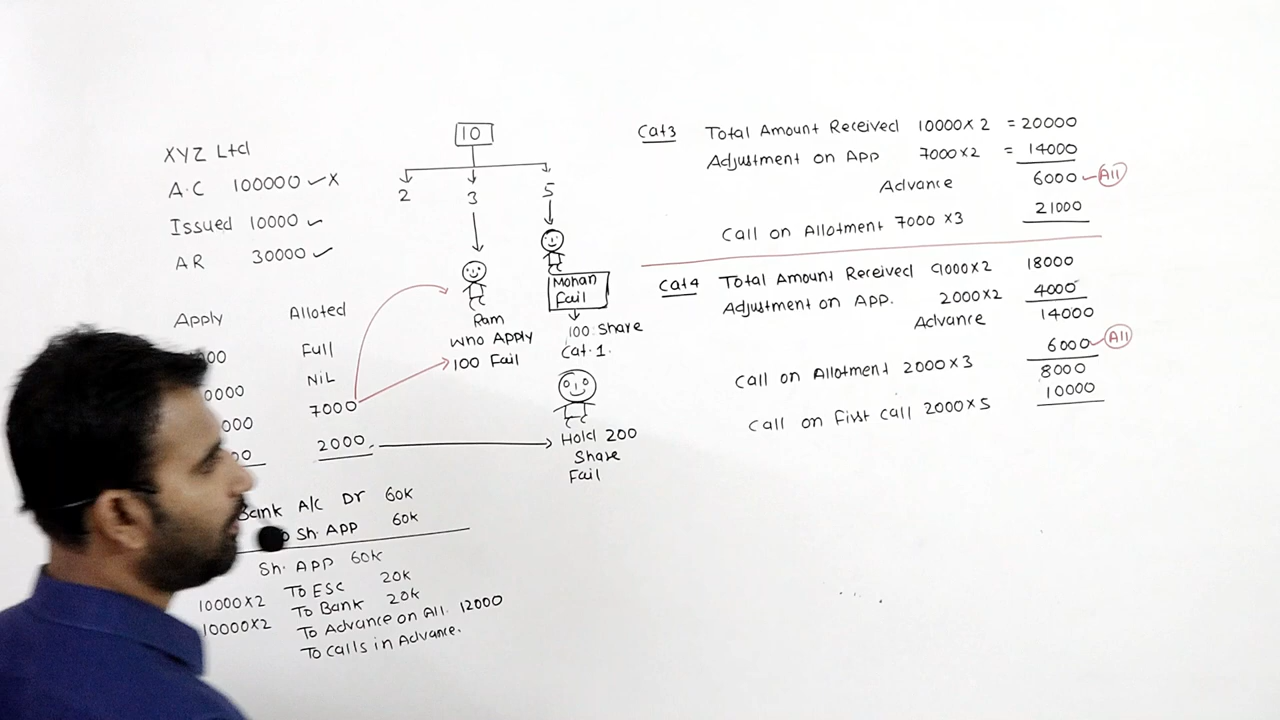 XYZ Ltd
A.C 100000 ✓ X
Issued 10000 ✓
AR 30000 ✓
Apply Alloted
Full
0000 NiL
000 7000
00 2000
Bank A/c Dr 60k
Sh. App 60k
Sh. App 60k
10000X2 To ESC 20k
10000X2 To Bank 20k
To Advance on All. 12000
To Calls in Advance.
10
2 3 5
Ram
who Apply
100 Fail
Mohan
Fail
100 Share
Cat. 1.
Hold 200
Share
Fail
Cat3 Total Amount Received 10000X2 = 20000
Adjustment on App 7000X2 = 14000
Advance 6000 All
Call on Allotment 7000 X3 21000
Cat4 Total Amount Received 9000X2 18000
Adjustment on App. 2000X2 4000
Advance 14000
6000 All
Call on Allotment 2000X3 8000
Call on First Call 2000X5 10000